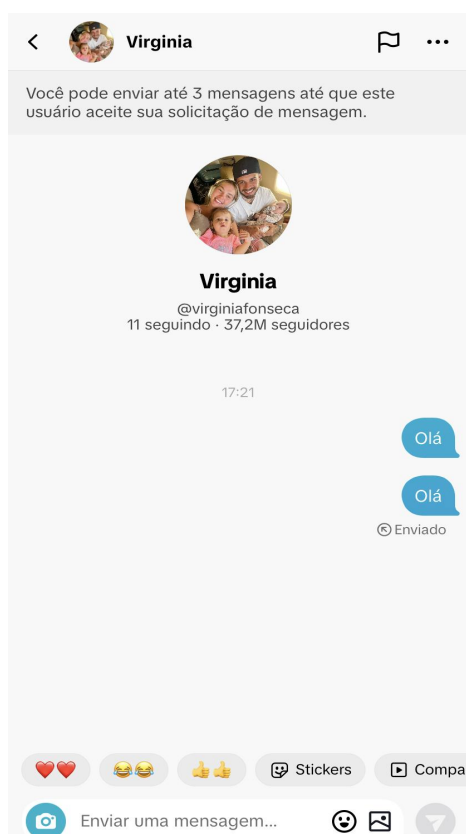 Virginia
Você pode enviar até 3 mensagens até que este
usuário aceite sua solicitação de mensagem.
Virginia
@virginiafonseca
11 seguindo · 37,2M seguidores
17:21
Olá
Olá
Enviado
Stickers
Compa
Enviar uma mensagem...